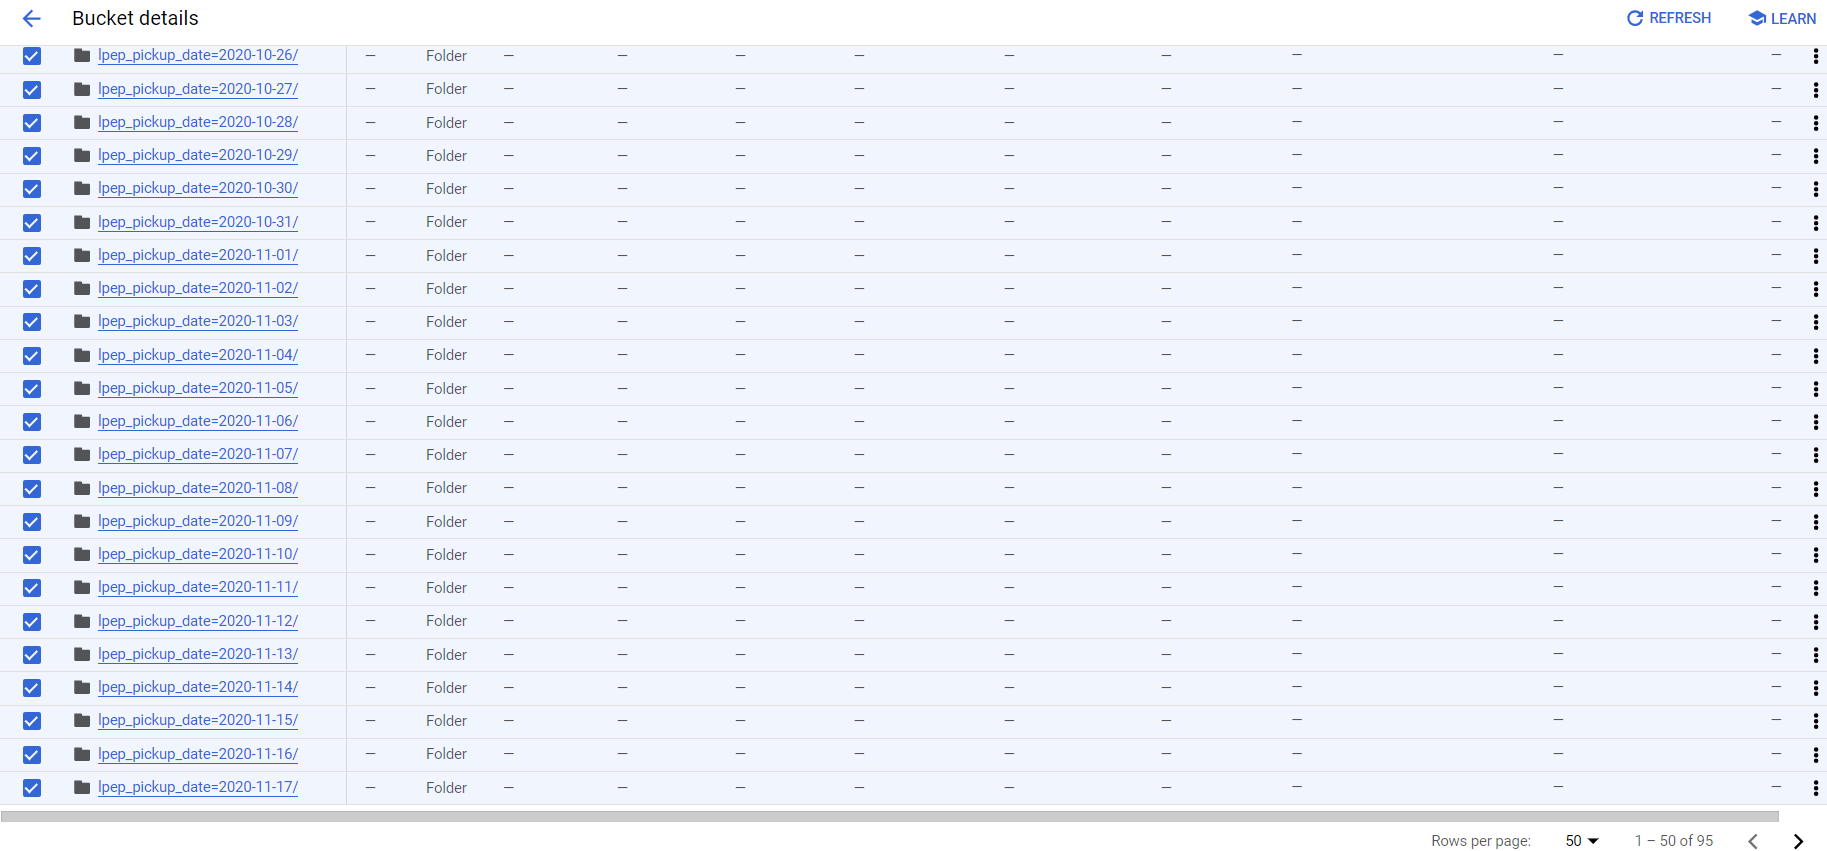 Bucket details REFRESH LEARN
lpep_pickup_date=2020-10-26/ — Folder — — — — — — — — —
lpep_pickup_date=2020-10-27/ — Folder — — — — — — — — —
lpep_pickup_date=2020-10-28/ — Folder — — — — — — — — —
lpep_pickup_date=2020-10-29/ — Folder — — — — — — — — —
lpep_pickup_date=2020-10-30/ — Folder — — — — — — — — —
lpep_pickup_date=2020-10-31/ — Folder — — — — — — — — —
lpep_pickup_date=2020-11-01/ — Folder — — — — — — — — —
lpep_pickup_date=2020-11-02/ — Folder — — — — — — — — —
lpep_pickup_date=2020-11-03/ — Folder — — — — — — — — —
lpep_pickup_date=2020-11-04/ — Folder — — — — — — — — —
lpep_pickup_date=2020-11-05/ — Folder — — — — — — — — —
lpep_pickup_date=2020-11-06/ — Folder — — — — — — — — —
lpep_pickup_date=2020-11-07/ — Folder — — — — — — — — —
lpep_pickup_date=2020-11-08/ — Folder — — — — — — — — —
lpep_pickup_date=2020-11-09/ — Folder — — — — — — — — —
lpep_pickup_date=2020-11-10/ — Folder — — — — — — — — —
lpep_pickup_date=2020-11-11/ — Folder — — — — — — — — —
lpep_pickup_date=2020-11-12/ — Folder — — — — — — — — —
lpep_pickup_date=2020-11-13/ — Folder — — — — — — — — —
lpep_pickup_date=2020-11-14/ — Folder — — — — — — — — —
lpep_pickup_date=2020-11-15/ — Folder — — — — — — — — —
lpep_pickup_date=2020-11-16/ — Folder — — — — — — — — —
lpep_pickup_date=2020-11-17/ — Folder — — — — — — — — —
Rows per page: 50 1 – 50 of 95